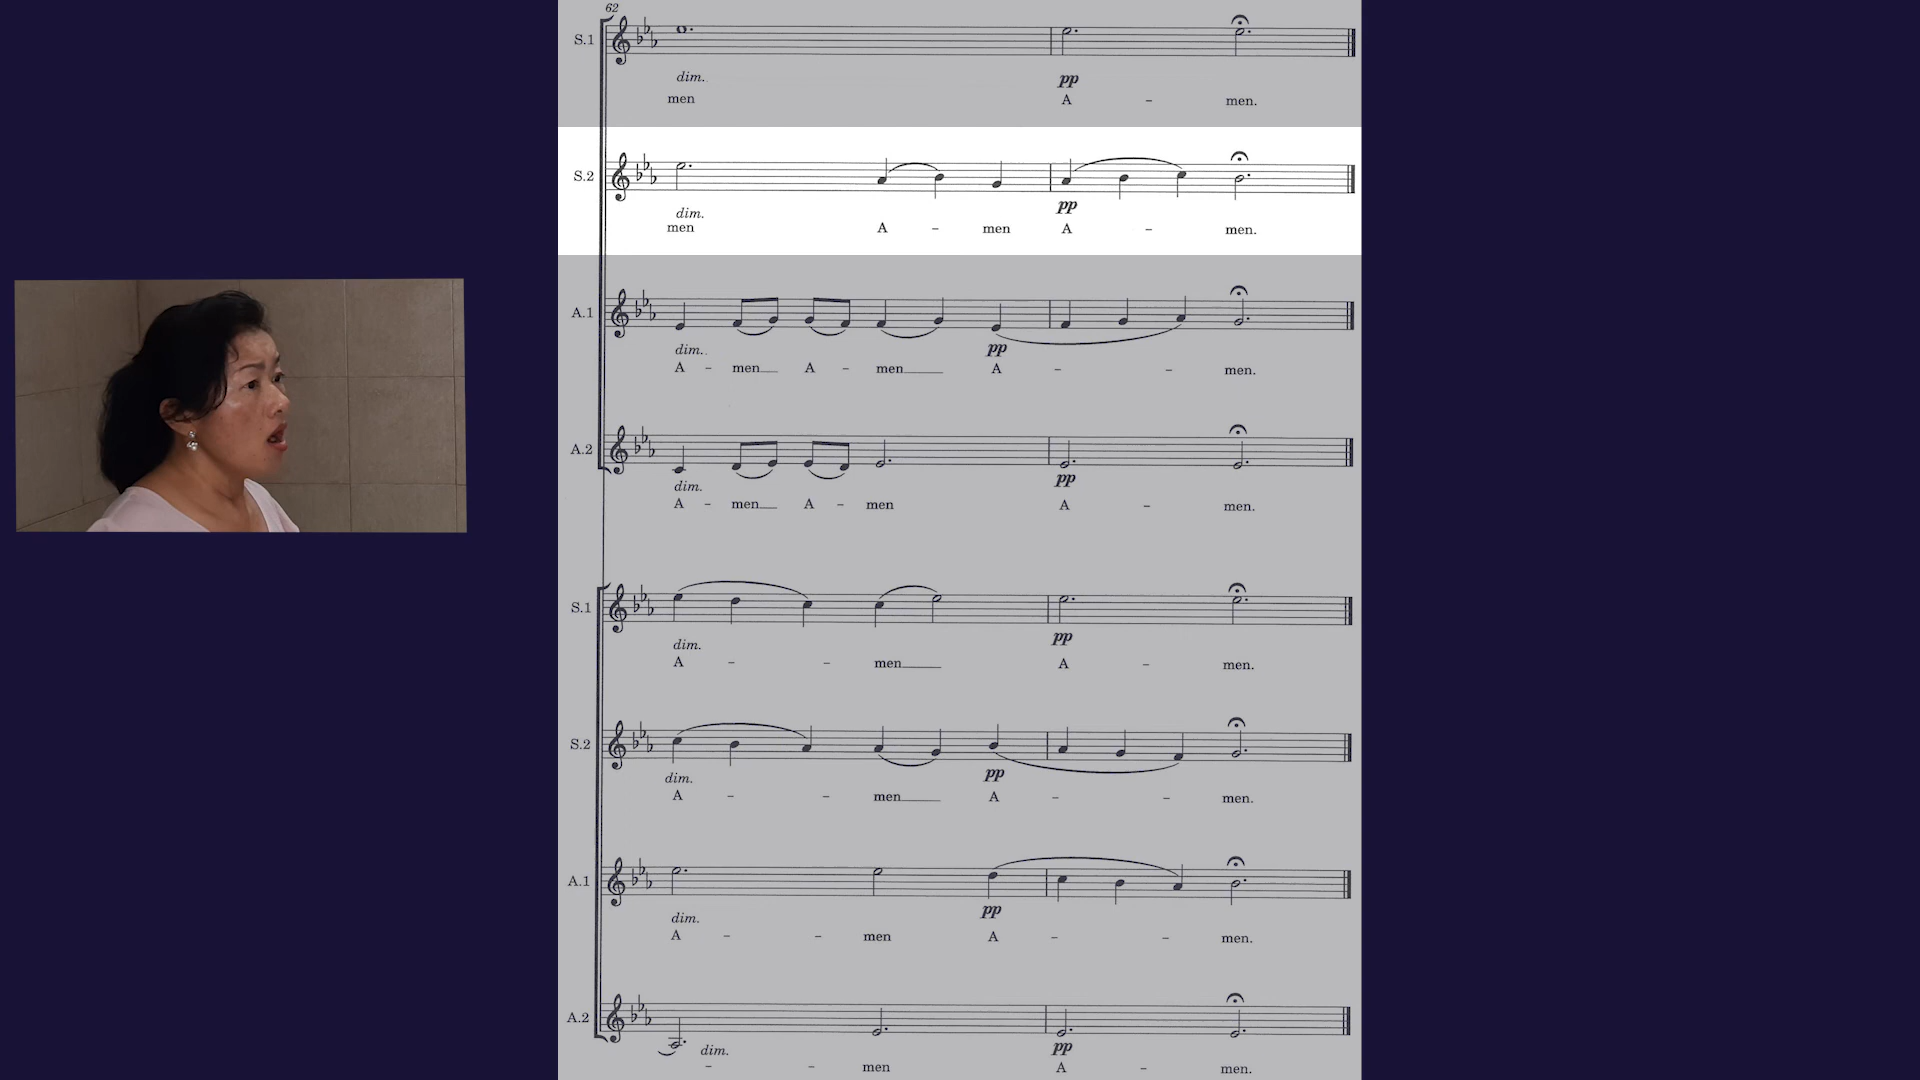 62
S.1
dim. pp
men A - men.
S.2
dim. pp
men A - men A - men.
A.1
dim. pp
A - men A - men A - - men.
A.2
dim. pp
A - men A - men A - men.
S.1
dim. pp
A - - men A - men.
S.2
dim. pp
A - - men A - - men.
A.1
dim. pp
A - - men A - - men.
A.2
dim. pp
- - men A - men.